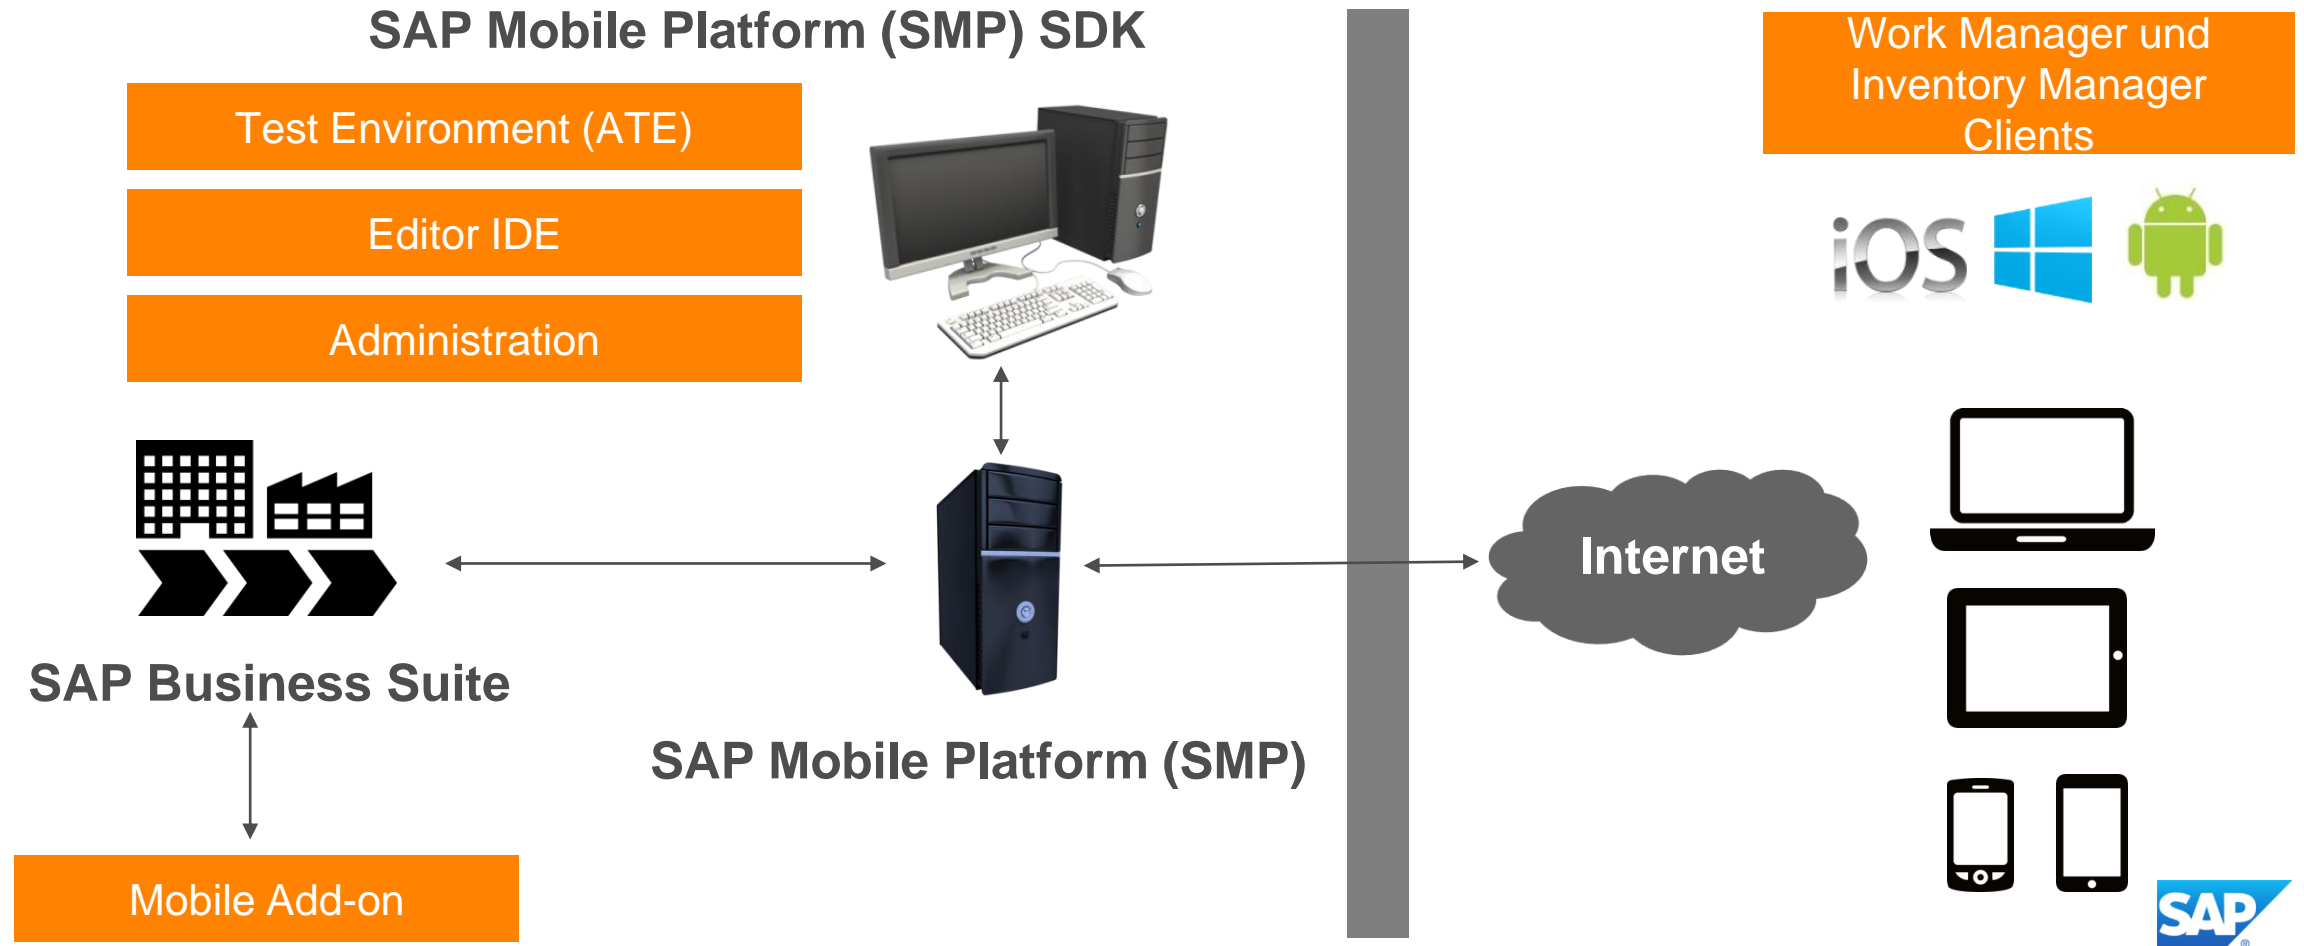 SAP Mobile Platform (SMP) SDK
Test Environment (ATE)
Editor IDE
Administration
SAP Business Suite
Mobile Add-on
SAP Mobile Platform (SMP)
Work Manager und
Inventory Manager
Clients
iOS
Internet
SAP
®